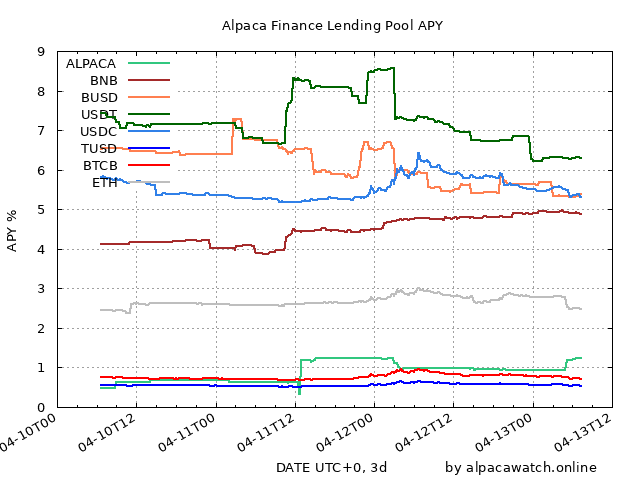 Alpaca Finance Lending Pool APY
9
8
7
6
5
4
3
2
1
0
APY %
ALPACA
BNB
BUSD
USDT
USDC
TUSD
BTCB
ETH
04-10T00
04-10T12
04-11T00
04-11T12
04-12T00
04-12T12
04-13T00
04-13T12
DATE UTC+0, 3d
by alpacawatch.online